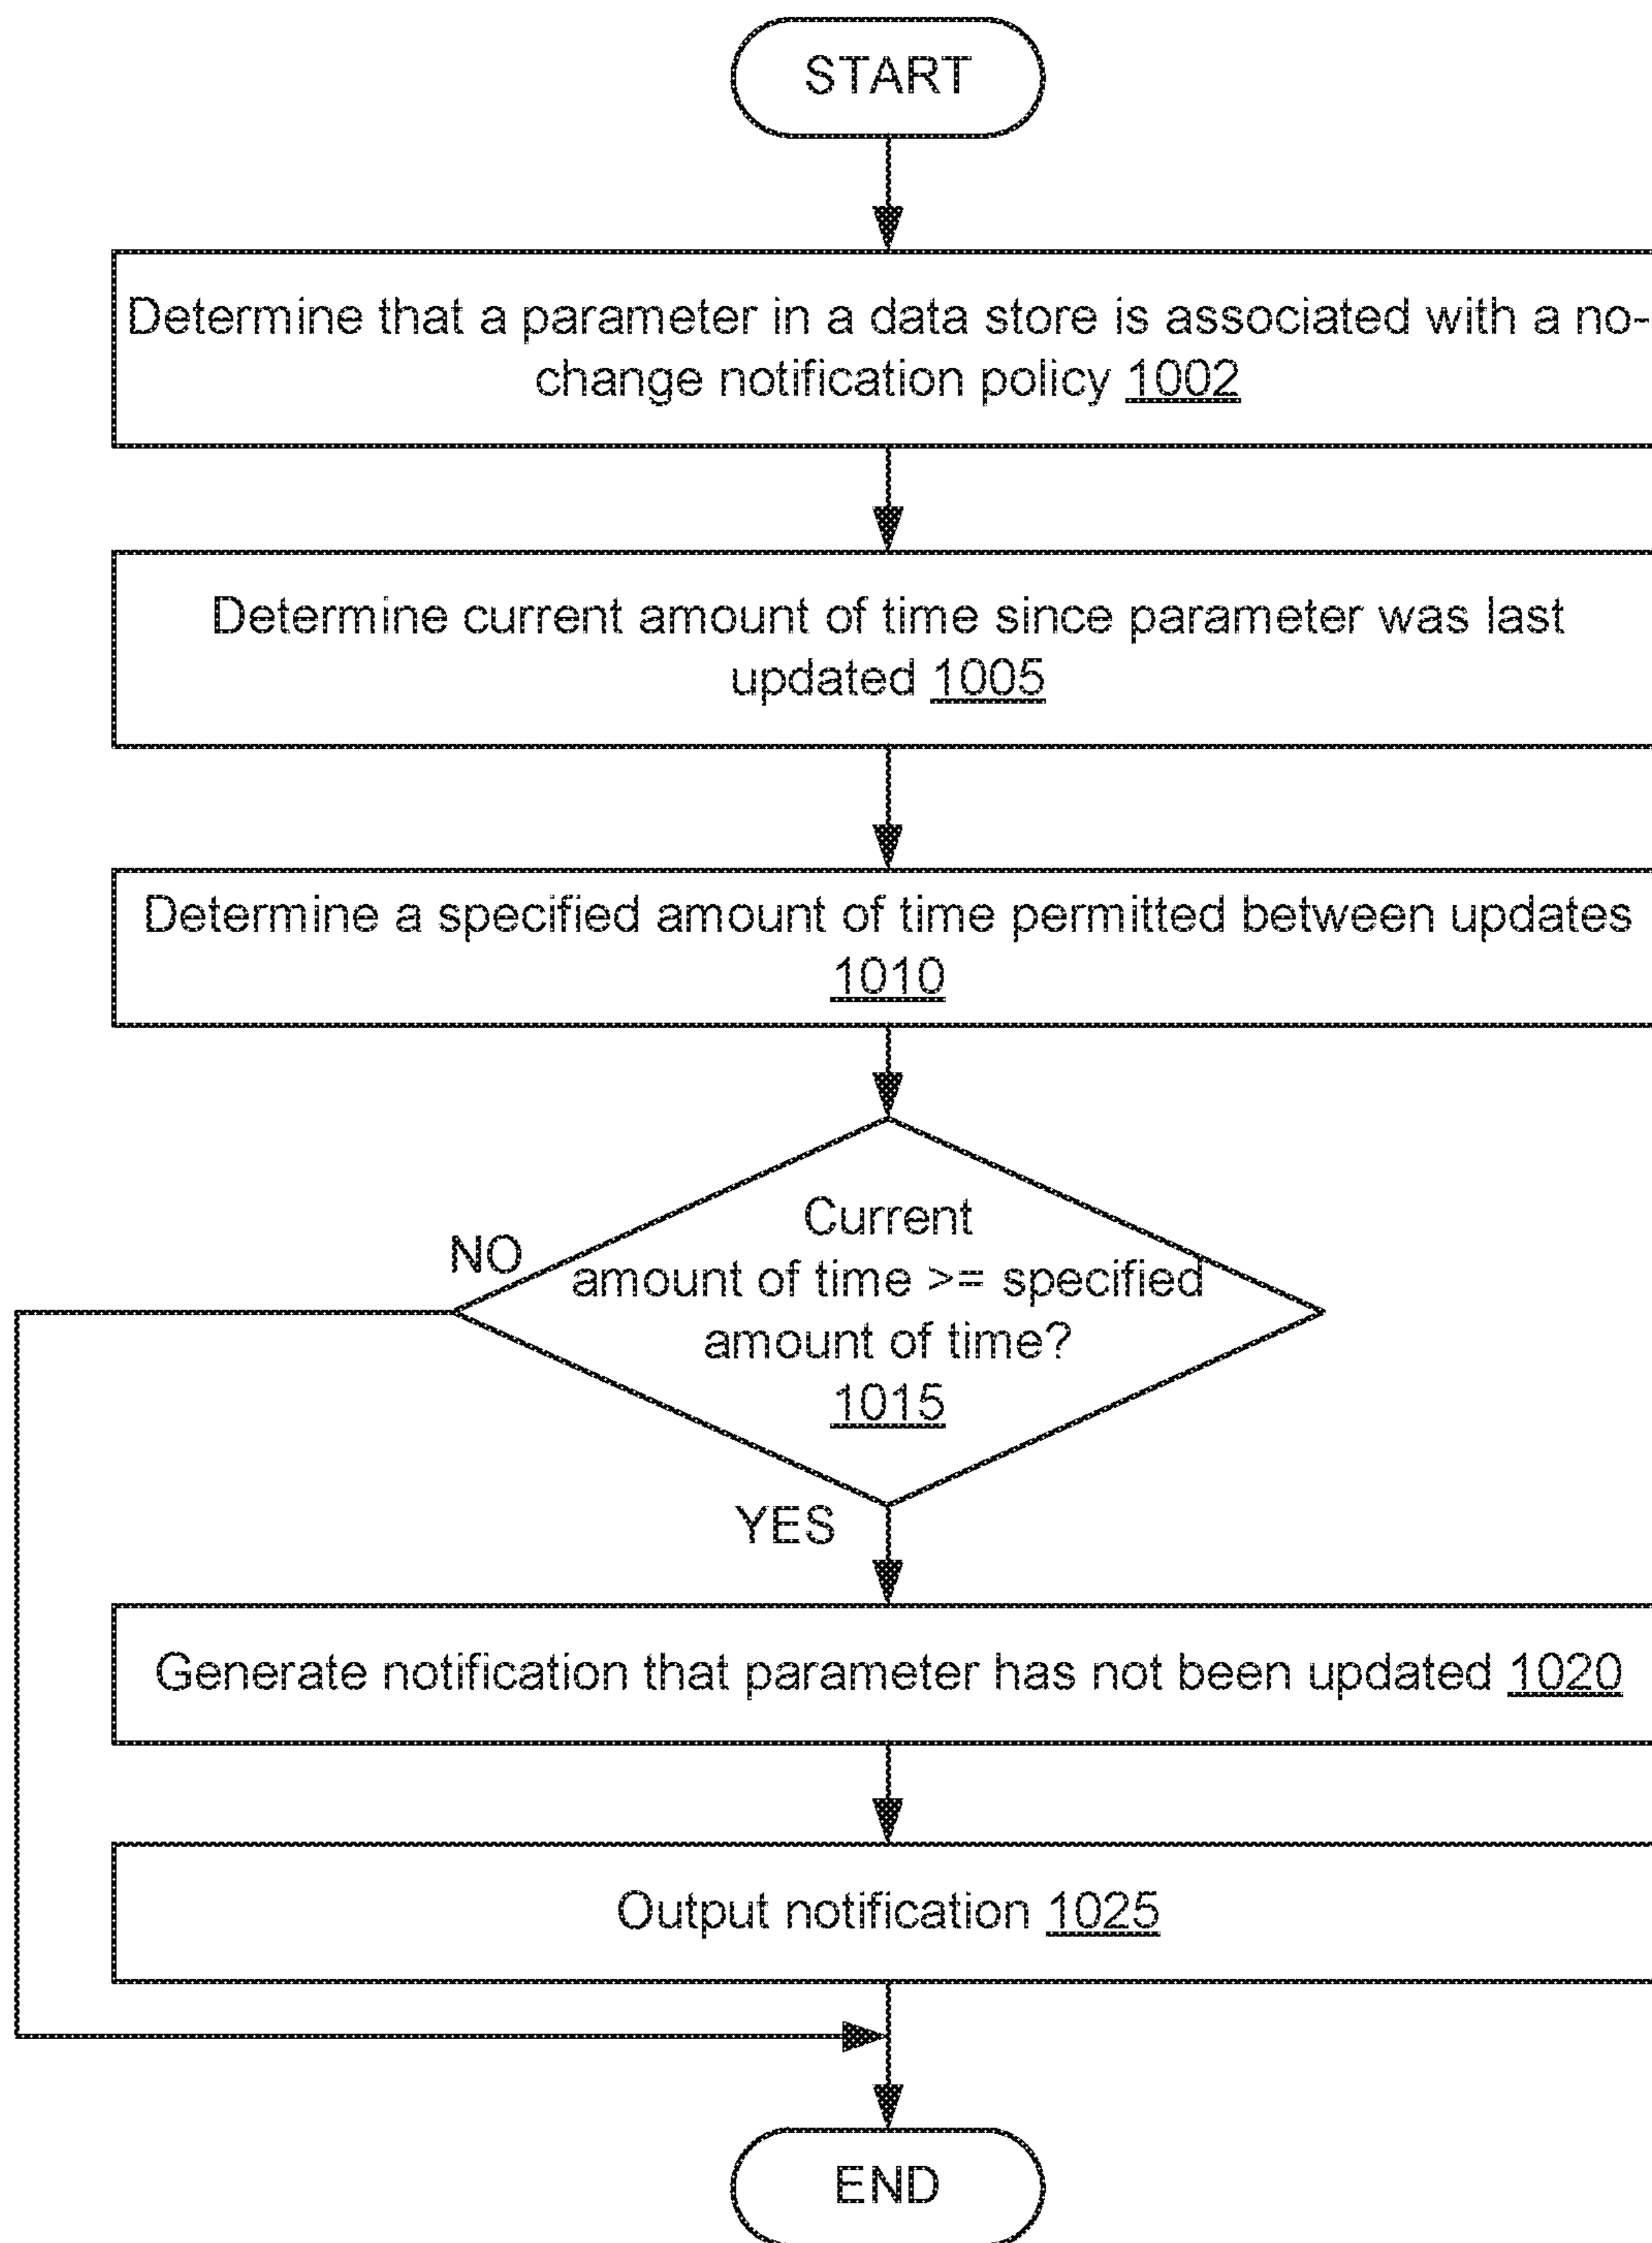 START
Determine that a parameter in a data store is associated with a no-
change notification policy 1002
Determine current amount of time since parameter was last
updated 1005
Determine a specified amount of time permitted between updates
1010
Current
amount of time >= specified
amount of time?
1015
NO
YES
Generate notification that parameter has not been updated 1020
Output notification 1025
END